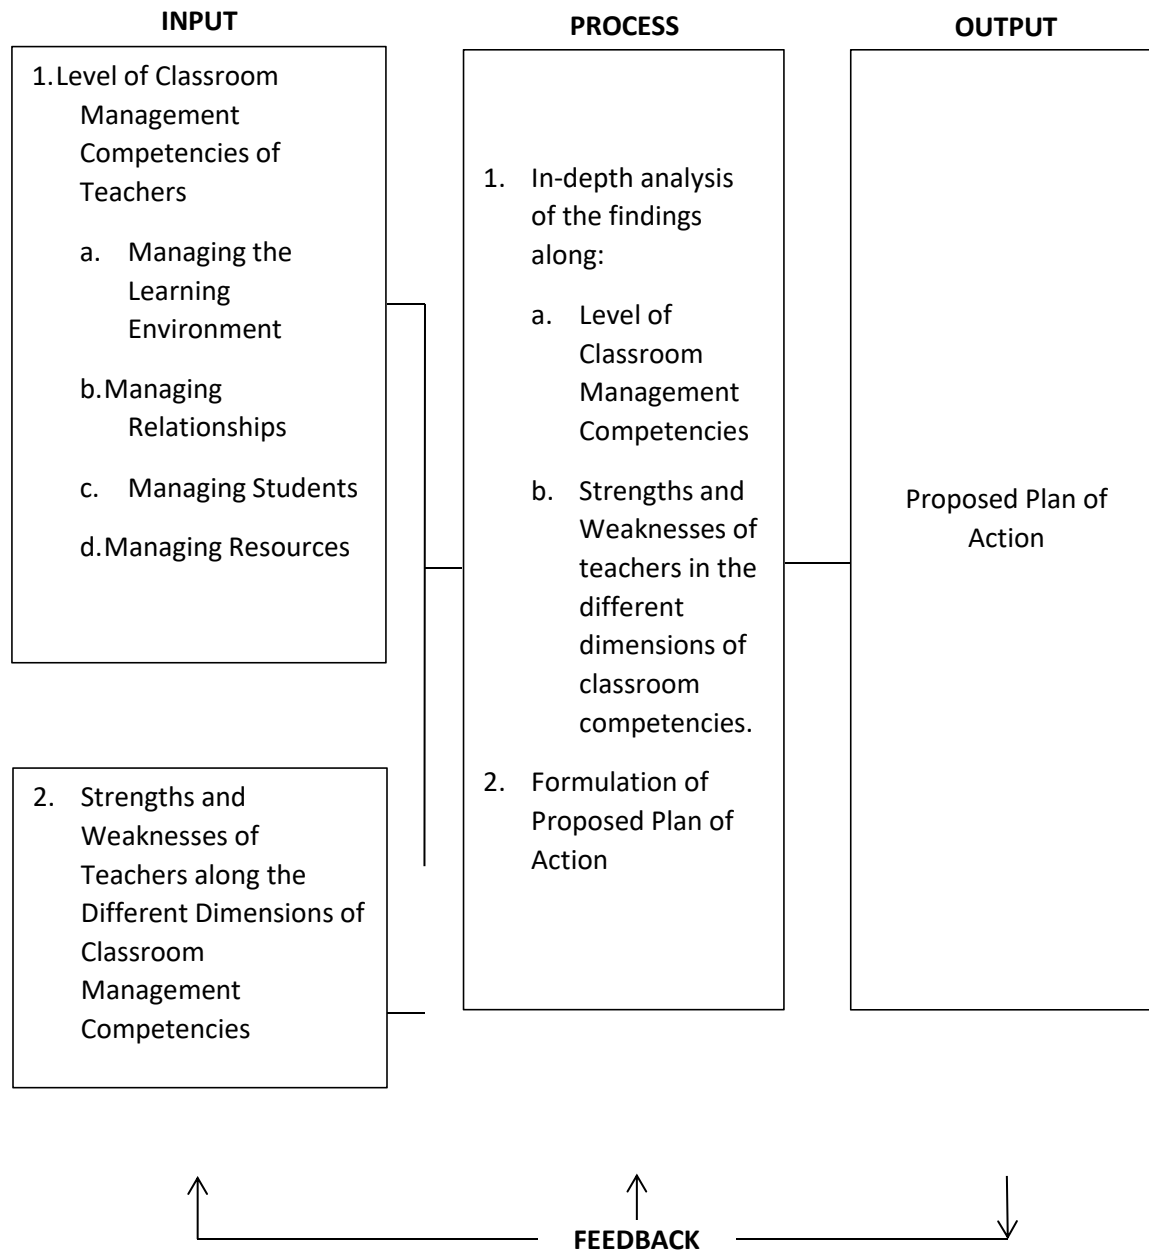 INPUT
1.Level of Classroom
Management
Competencies of
Teachers
a. Managing the
Learning
Environment
b.Managing
Relationships
c. Managing Students
d.Managing Resources
2. Strengths and
Weaknesses of
Teachers along the
Different Dimensions of
Classroom
Management
Competencies
PROCESS
1. In-depth analysis
of the findings
along:
a. Level of
Classroom
Management
Competencies
b. Strengths and
Weaknesses of
teachers in the
different
dimensions of
classroom
competencies.
2. Formulation of
Proposed Plan of
Action
OUTPUT
Proposed Plan of
Action
FEEDBACK